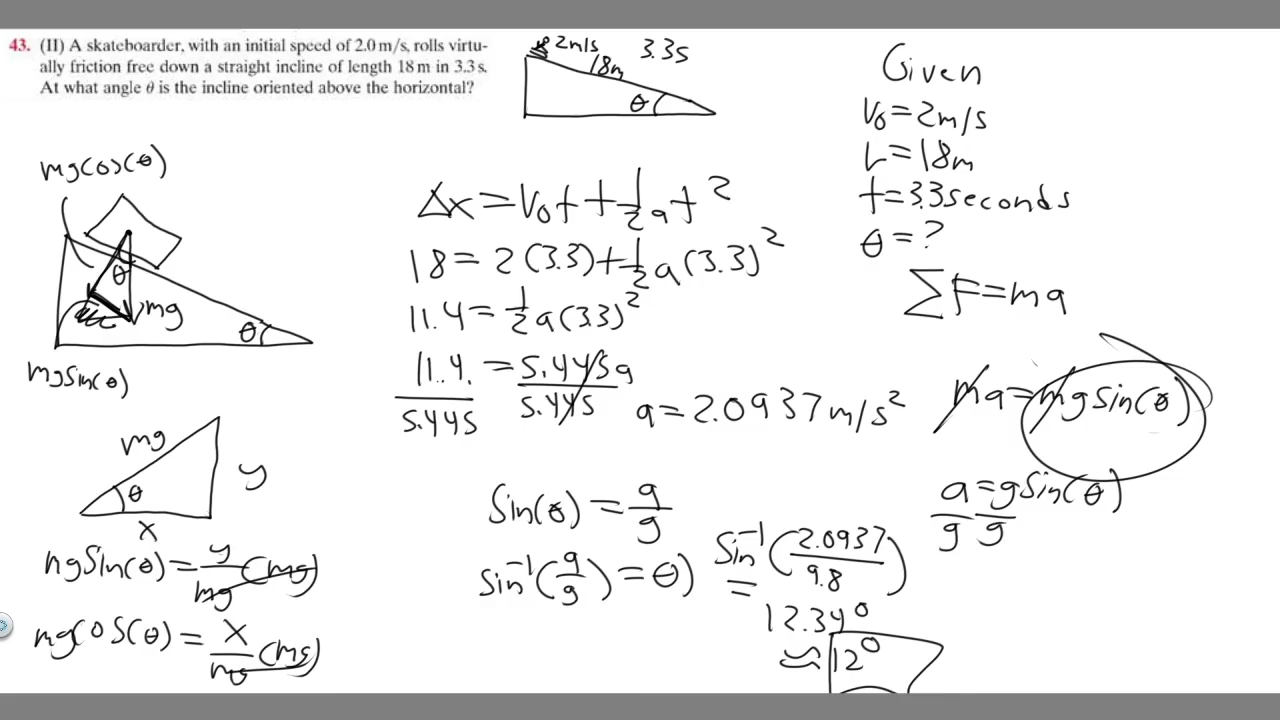 43. (II) A skateboarder, with an initial speed of 2.0 m/s, rolls virtu-
ally friction free down a straight incline of length 18 m in 3.3 s.
At what angle θ is the incline oriented above the horizontal?
2m/s
3.3s
18m
θ
Given
V₀=2m/s
L=18m
t=3.3seconds
θ=?
ΣF=ma
mgcos(θ)
θ
mg
θ
mgsin(θ)
Δx=V₀t+½at²
18=2(3.3)+½a(3.3)²
11.4=½a(3.3)²
11.4/5.445=5.445a/5.445
a=2.0937m/s²
ma=mgsin(θ)
a/g=gsin(θ)/g
mg
θ
y
x
mgSin(θ)=y/mg(mg)
mgcos(θ)=x/mg(mg)
Sin(θ)=a/g
sin⁻¹(a/g)=θ)
Sin⁻¹(2.0937/9.8)
=
12.34°
≈12°